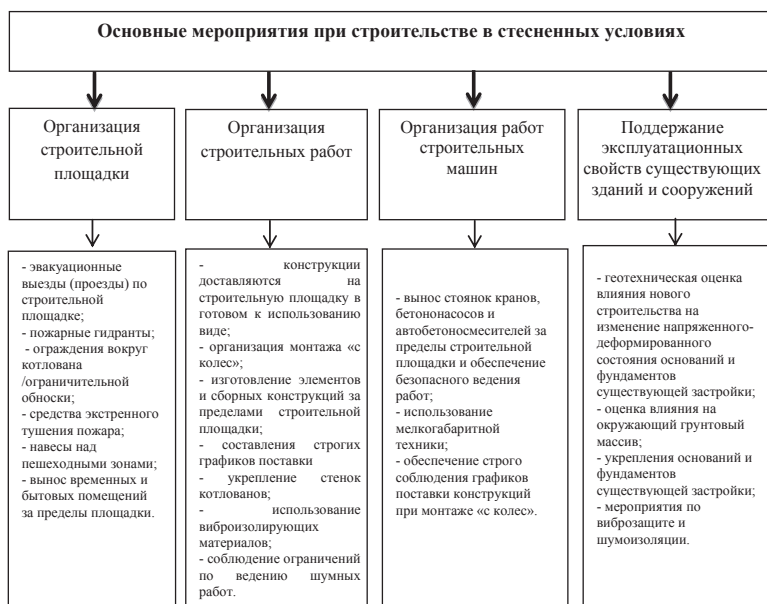 Основные мероприятия при строительстве в стесненных условиях
Организация
строительной
площадки
Организация
строительных работ
Организация работ
строительных
машин
Поддержание
эксплуатационных
свойств существующих
зданий и сооружений
- эвакуационные
выезды (проезды) по
строительной
площадке;
- пожарные гидранты;
- ограждения вокруг
котлована
/ограничительной
обноски;
- средства экстренного
тушения пожара;
- навесы над
пешеходными зонами;
- вынос временных и
бытовых помещений
за пределы площадки.
- конструкции
доставляются на
строительную площадку в
готовом к использованию
виде;
- организация монтажа «с
колес»;
- изготовление элементов
и сборных конструкций за
пределами строительной
площадки;
- составления строгих
графиков поставки
- укрепление стенок
котлованов;
- использование
виброизолирующих
материалов;
- соблюдение ограничений
по ведению шумных
работ.
- вынос стоянок кранов,
бетононасосов и
автобетоносмесителей за
пределы строительной
площадки и обеспечение
безопасного ведения
работ;
- использование
мелкогабаритной
техники;
- обеспечение строго
соблюдения графиков
поставки конструкций
при монтаже «с колес».
- геотехническая оценка
влияния нового
строительства на
изменение напряженного-
деформированного
состояния оснований и
фундаментов
существующей застройки;
- оценка влияния на
окружающий грунтовый
массив;
- укрепления оснований и
фундаментов
существующей застройки;
- мероприятия по
виброзащите и
шумоизоляции.